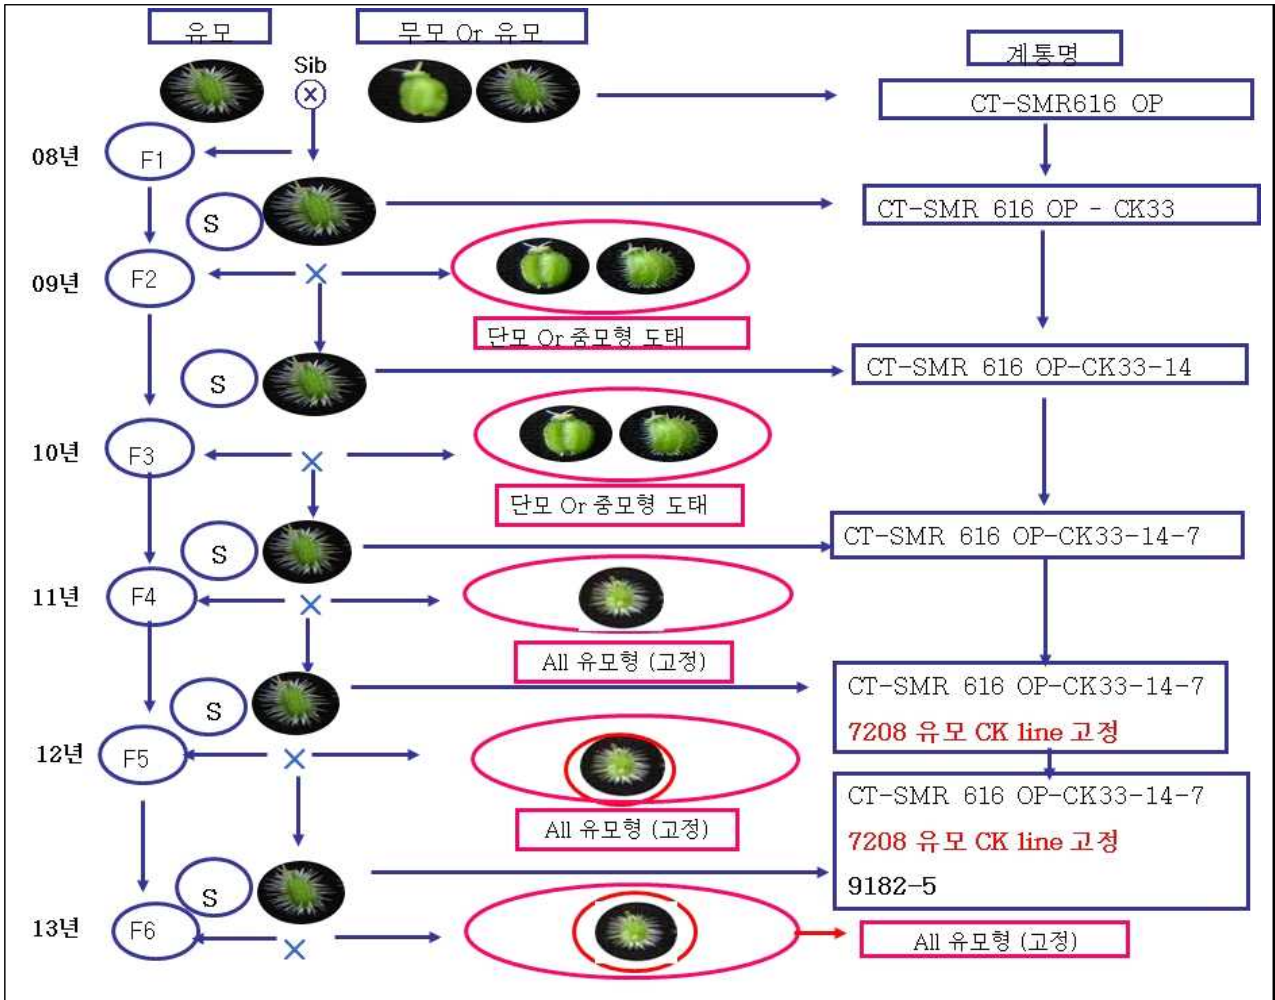 유모
무모 Or 유모
계통명
Sib
CT-SMR616 OP
08년
F1
S
CT-SMR 616 OP - CK33
09년
F2
단모 Or 중모형 도태
S
CT-SMR 616 OP-CK33-14
10년
F3
단모 Or 중모형 도태
S
CT-SMR 616 OP-CK33-14-7
11년
F4
All 유모형 (고정)
S
CT-SMR 616 OP-CK33-14-7
7208 유모 CK line 고정
12년
F5
All 유모형 (고정)
CT-SMR 616 OP-CK33-14-7
7208 유모 CK line 고정
9182-5
S
13년
F6
All 유모형 (고정)